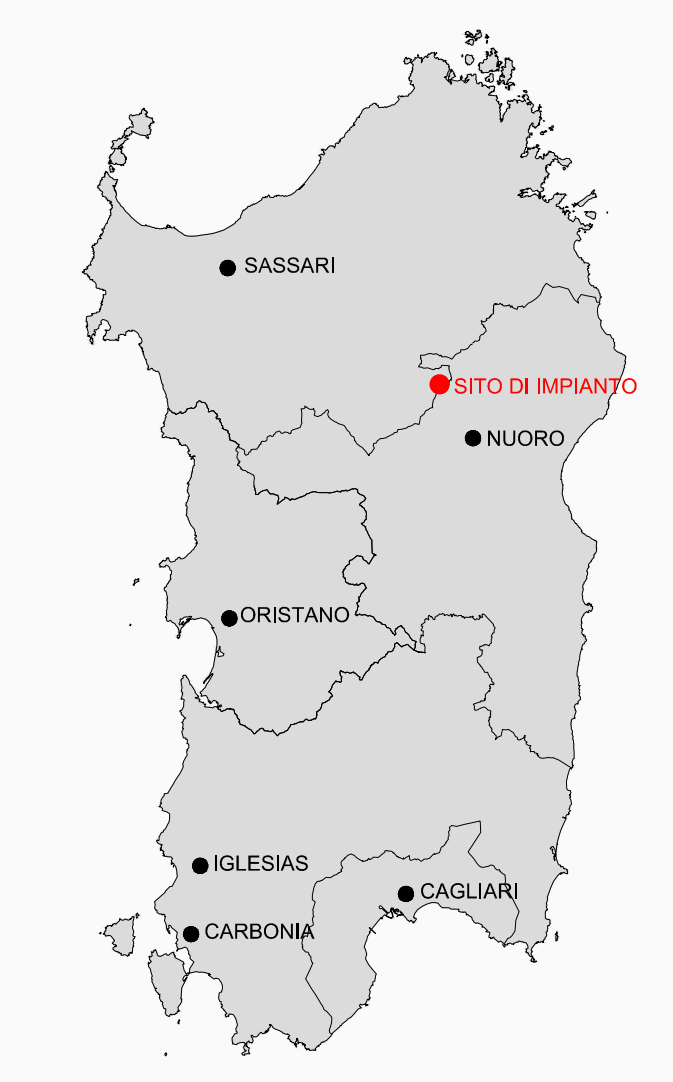 SASSARI
SITO DI IMPIANTO
NUORO
ORISTANO
IGLESIAS
CAGLIARI
CARBONIA